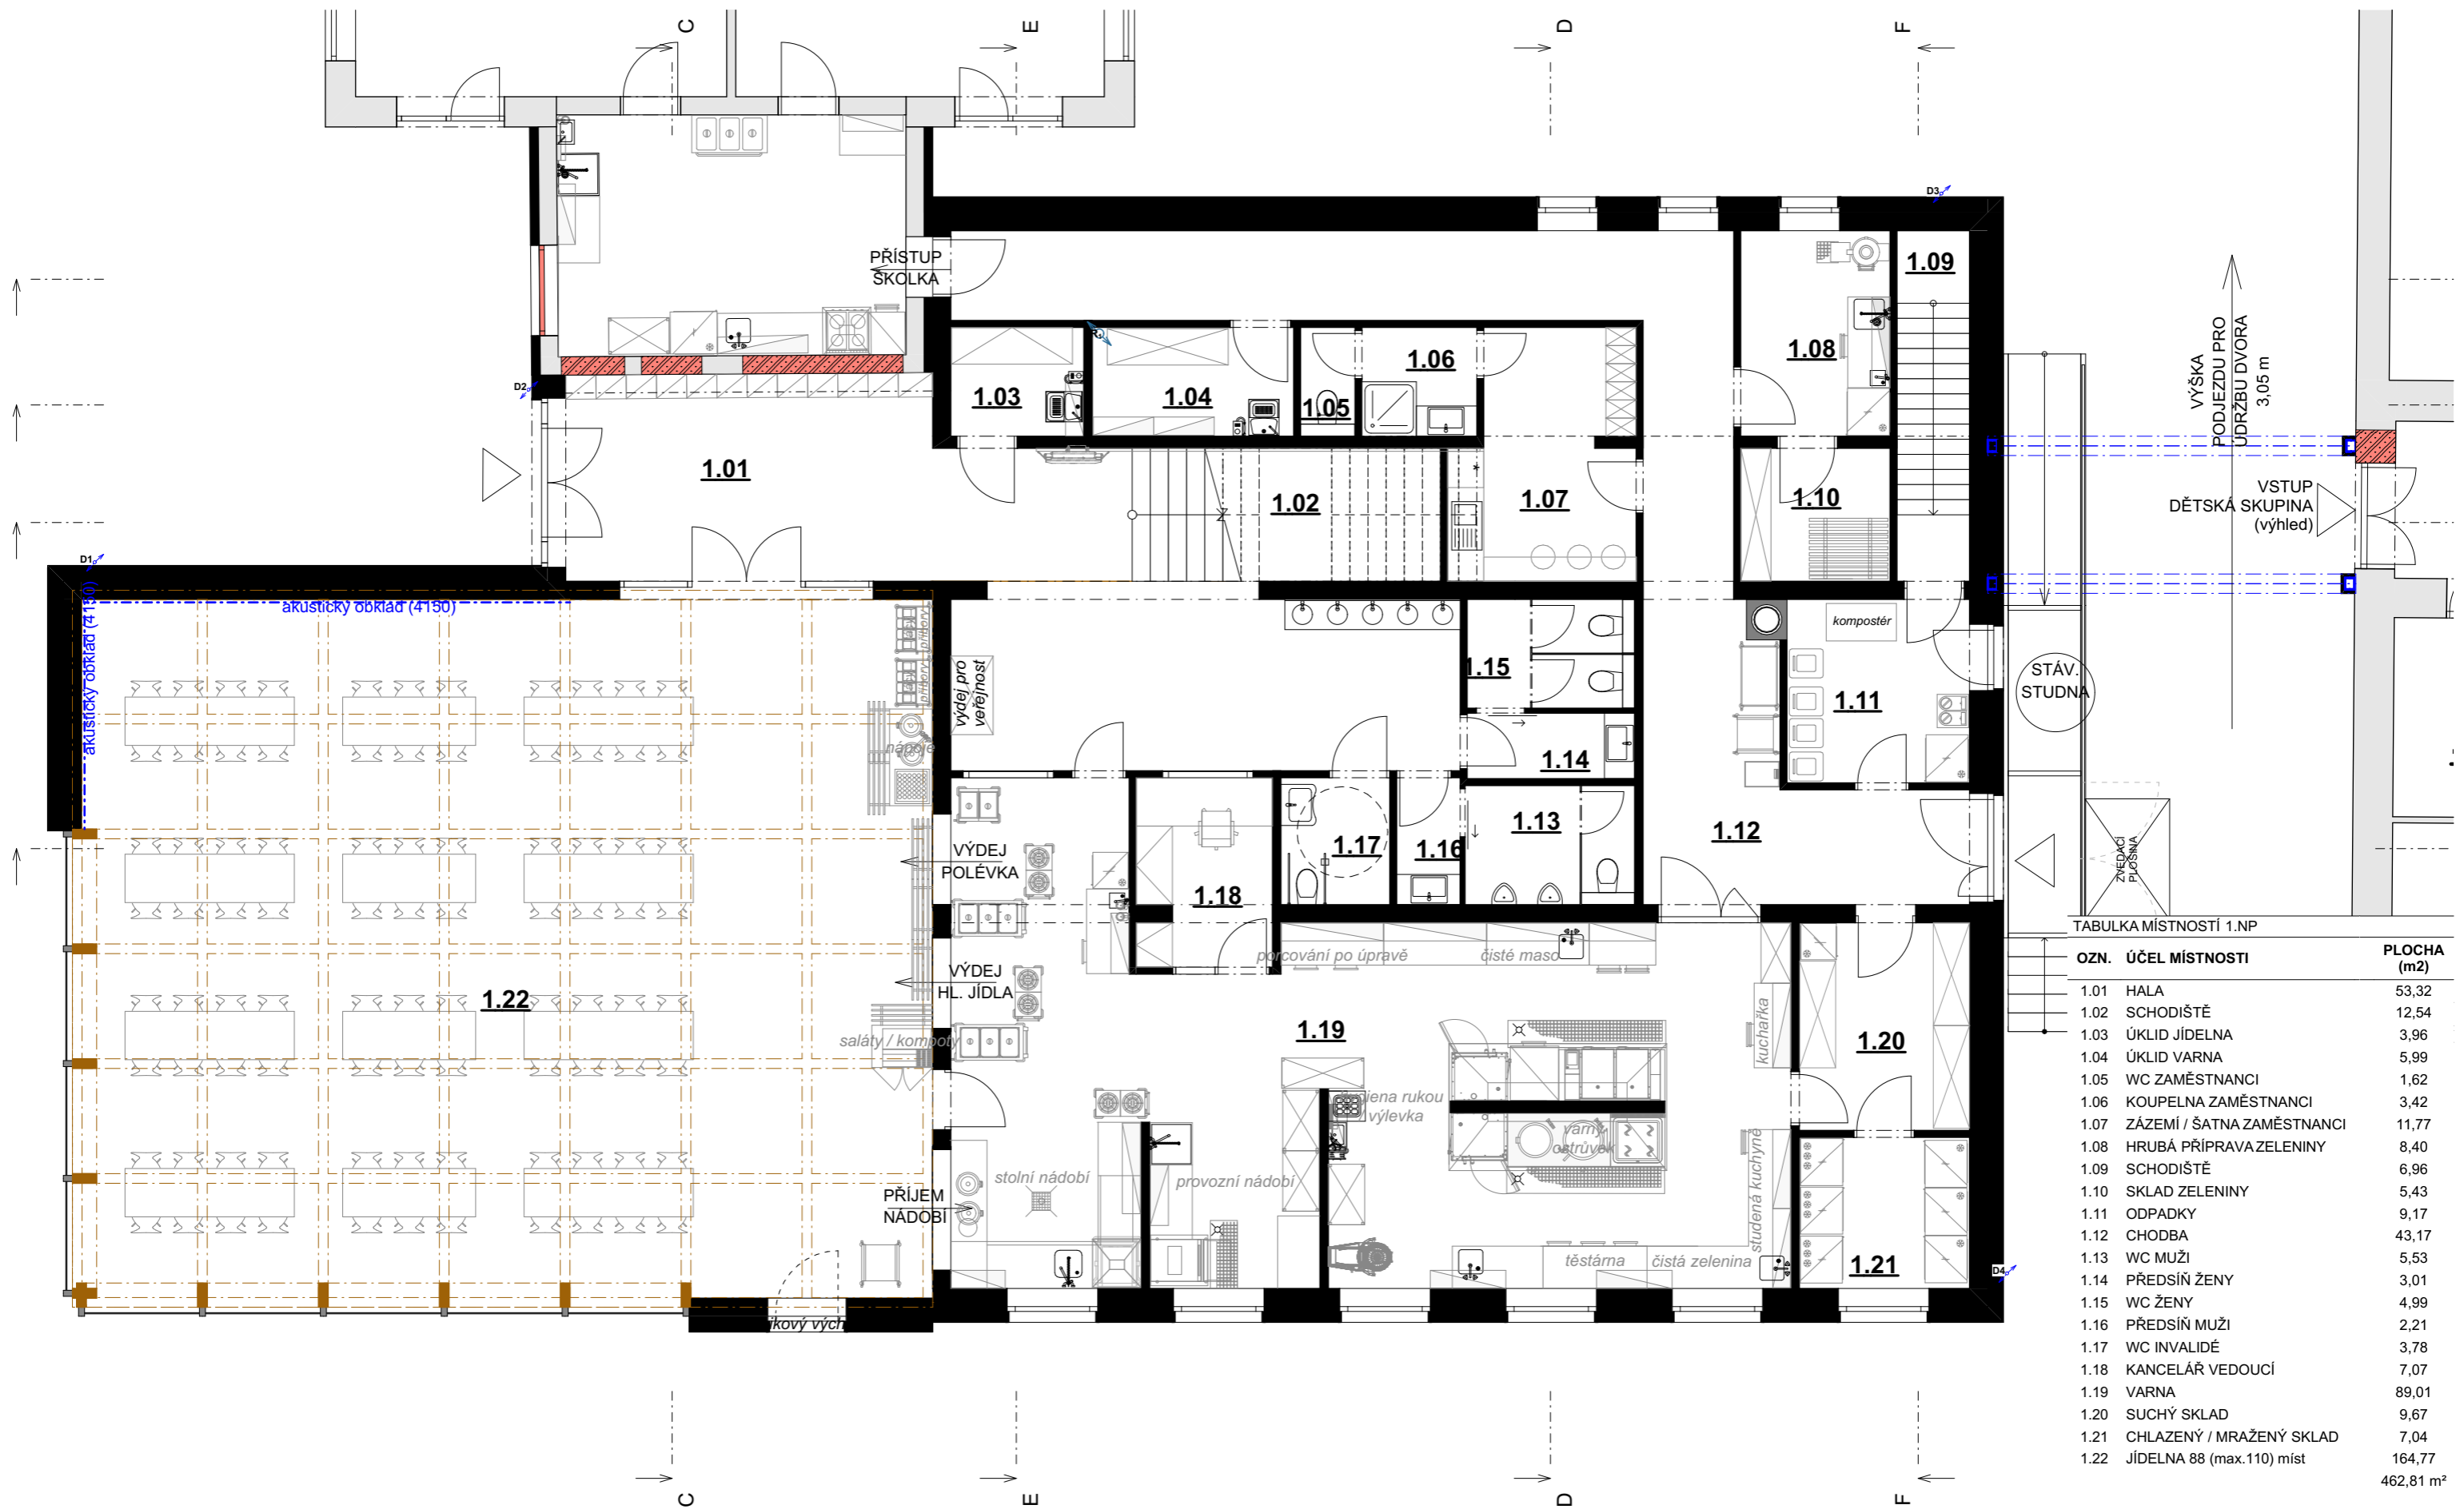 C
E
D
F
D3
PŘÍSTUP
ŠKOLKA
1.09
VÝŠKA
PODJEZDU PRO
ÚDRŽBU DVORA
3,05 m
1.08
1.06
1.03
1.04
1.05
D2
1.01
1.02
1.07
1.10
VSTUP
DĚTSKÁ SKUPINA
(výhled)
D1
akustický obklad (4150)
akustický obklad (4150)
příbory
příbory
výdej pro
veřejnost
kompostér
1.15
STÁV.
STUDNA
1.11
nápoje
1.14
1.17
1.16
1.13
1.12
VÝDEJ
POLÉVKA
1.18
ZVEDACÍ
PLOŠINA
VÝDEJ
HL. JÍDLA
porcování po úpravě
čisté maso
1.22
1.19
kuchařka
1.20
saláty / kompoty
rukou
výlevka
varný
ostrůvek
studená kuchyně
stolní nádobí
provozní nádobí
PŘÍJEM
NÁDOBÍ
těstárna
čistá zelenina
1.21
D4
TABULKA MÍSTNOSTÍ 1.NP
OZN. ÚČEL MÍSTNOSTI PLOCHA (m2)
1.01 HALA 53,32
1.02 SCHODIŠTĚ 12,54
1.03 ÚKLID JÍDELNA 3,96
1.04 ÚKLID VARNA 5,99
1.05 WC ZAMĚSTNANCI 1,62
1.06 KOUPELNA ZAMĚSTNANCI 3,42
1.07 ZÁZEMÍ / ŠATNA ZAMĚSTNANCI 11,77
1.08 HRUBÁ PŘÍPRAVA ZELENINY 8,40
1.09 SCHODIŠTĚ 6,96
1.10 SKLAD ZELENINY 5,43
1.11 ODPADKY 9,17
1.12 CHODBA 43,17
1.13 WC MUŽI 5,53
1.14 PŘEDSÍŇ ŽENY 3,01
1.15 WC ŽENY 4,99
1.16 PŘEDSÍŇ MUŽI 2,21
1.17 WC INVALIDÉ 3,78
1.18 KANCELÁŘ VEDOUCÍ 7,07
1.19 VARNA 89,01
1.20 SUCHÝ SKLAD 9,67
1.21 CHLAZENÝ / MRAŽENÝ SKLAD 7,04
1.22 JÍDELNA 88 (max.110) míst 164,77
462,81 m²
C
E
D
F